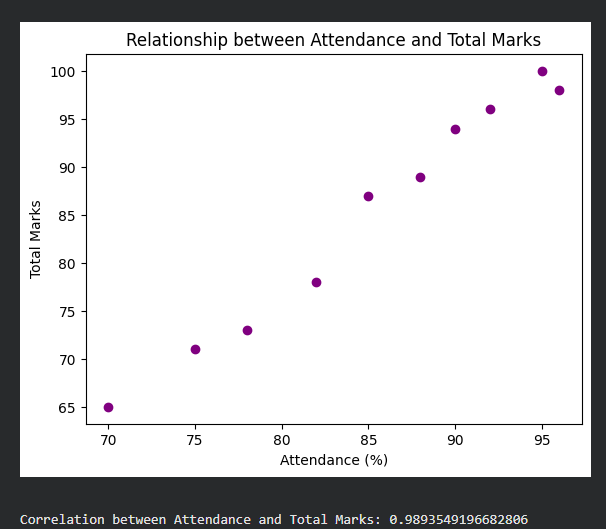 Relationship between Attendance and Total Marks
100
95
90
85
80
75
70
65
Total Marks
70 75 80 85 90 95
Attendance (%)
Correlation between Attendance and Total Marks: 0.9893549196682806